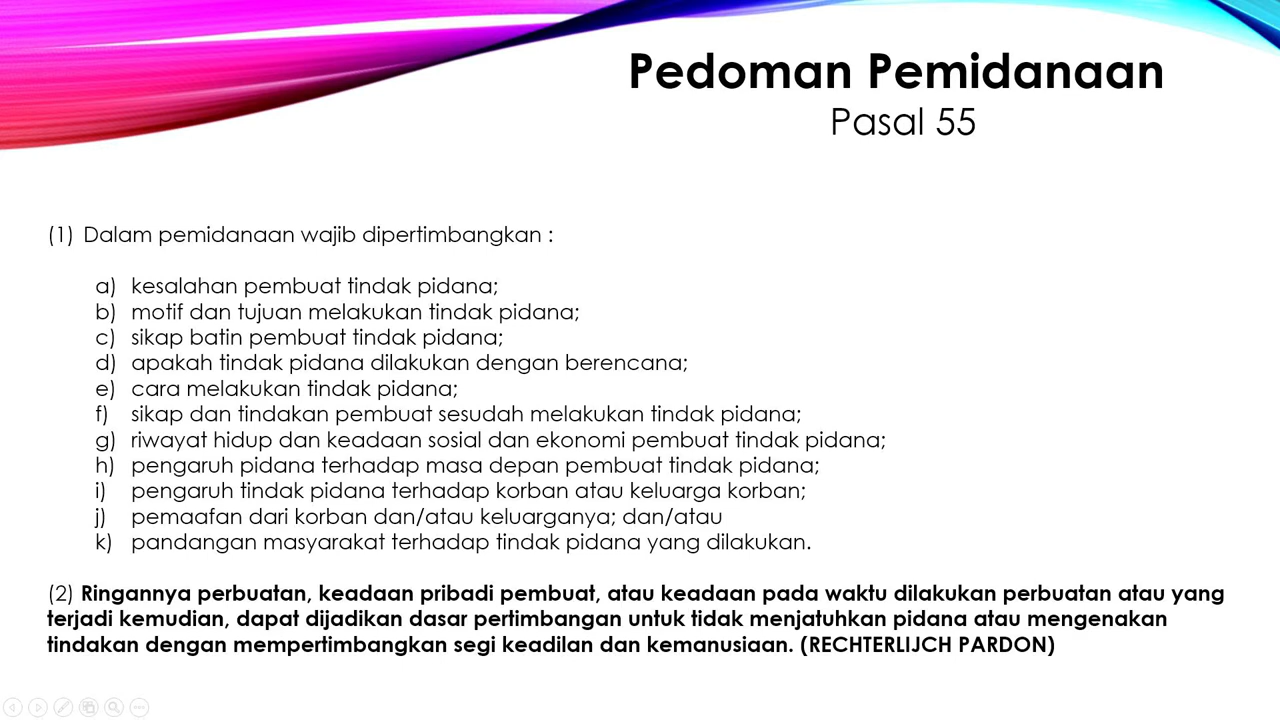 Pedoman Pemidanaan
Pasal 55
(1) Dalam pemidanaan wajib dipertimbangkan :
a) kesalahan pembuat tindak pidana;
b) motif dan tujuan melakukan tindak pidana;
c) sikap batin pembuat tindak pidana;
d) apakah tindak pidana dilakukan dengan berencana;
e) cara melakukan tindak pidana;
f) sikap dan tindakan pembuat sesudah melakukan tindak pidana;
g) riwayat hidup dan keadaan sosial dan ekonomi pembuat tindak pidana;
h) pengaruh pidana terhadap masa depan pembuat tindak pidana;
i) pengaruh tindak pidana terhadap korban atau keluarga korban;
j) pemaafan dari korban dan/atau keluarganya; dan/atau
k) pandangan masyarakat terhadap tindak pidana yang dilakukan.
(2) Ringannya perbuatan, keadaan pribadi pembuat, atau keadaan pada waktu dilakukan perbuatan atau yang
terjadi kemudian, dapat dijadikan dasar pertimbangan untuk tidak menjatuhkan pidana atau mengenakan
tindakan dengan mempertimbangkan segi keadilan dan kemanusiaan. (RECHTERLIJCH PARDON)